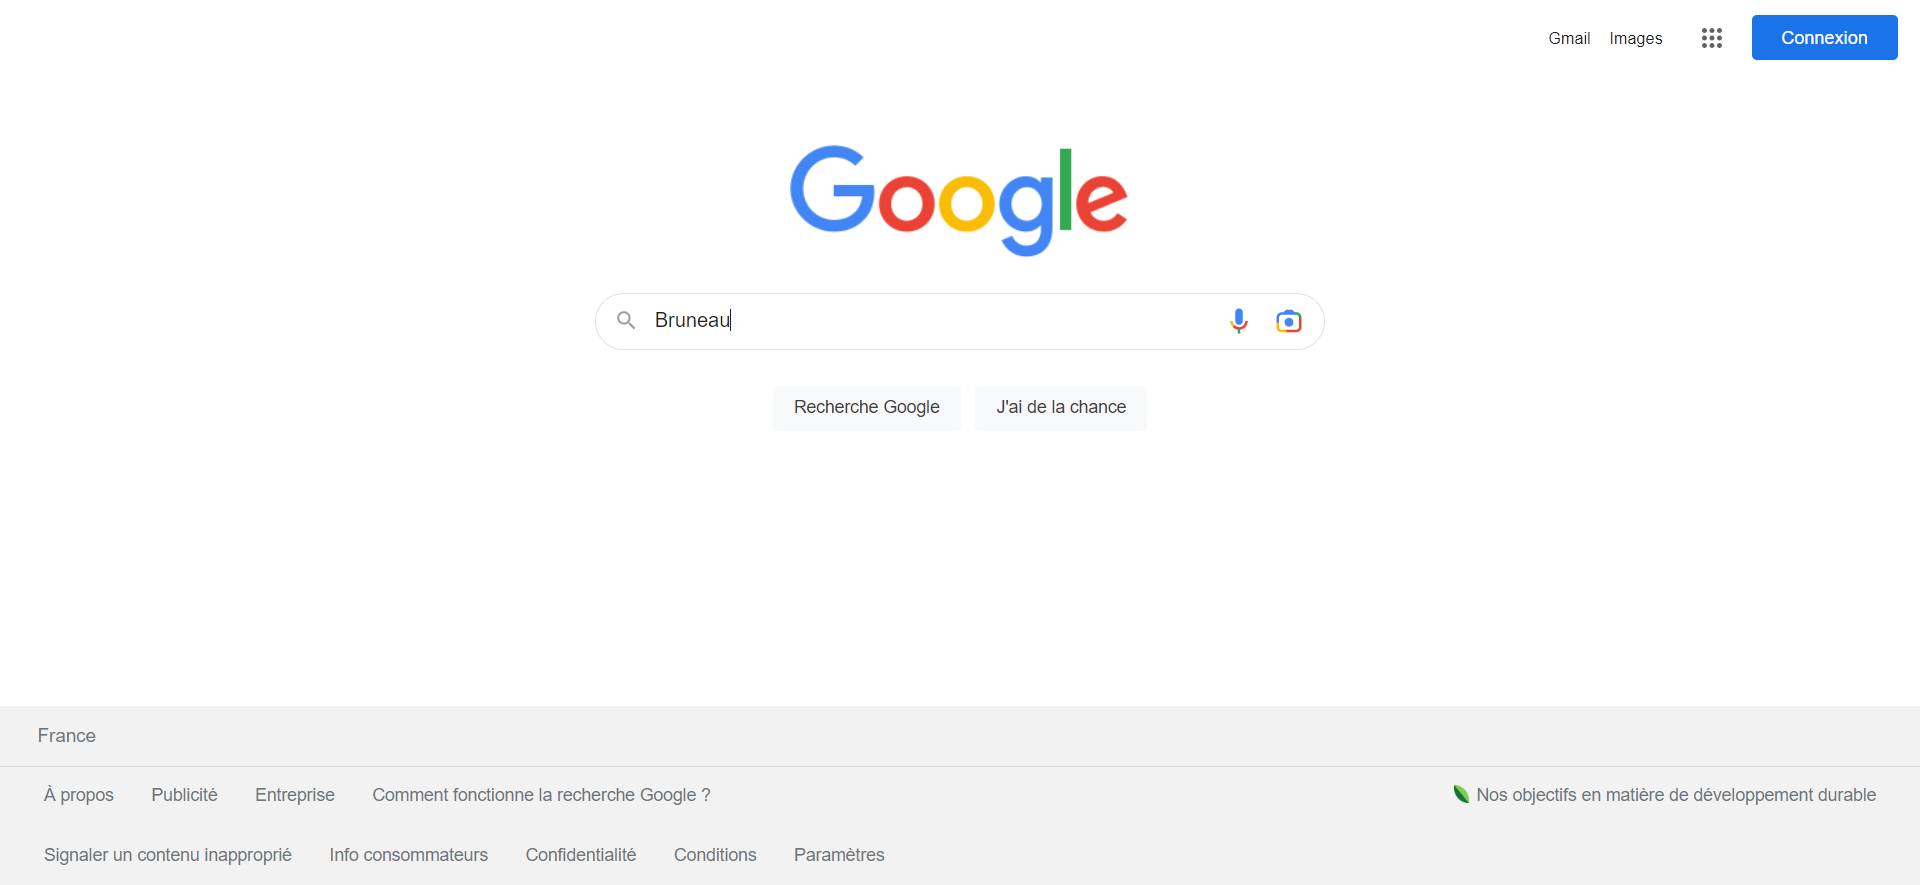 Gmail Images Connexion
Google
Bruneau
Recherche Google J'ai de la chance
France
À propos Publicité Entreprise Comment fonctionne la recherche Google ? Nos objectifs en matière de développement durable
Signaler un contenu inapproprié Info consommateurs Confidentialité Conditions Paramètres